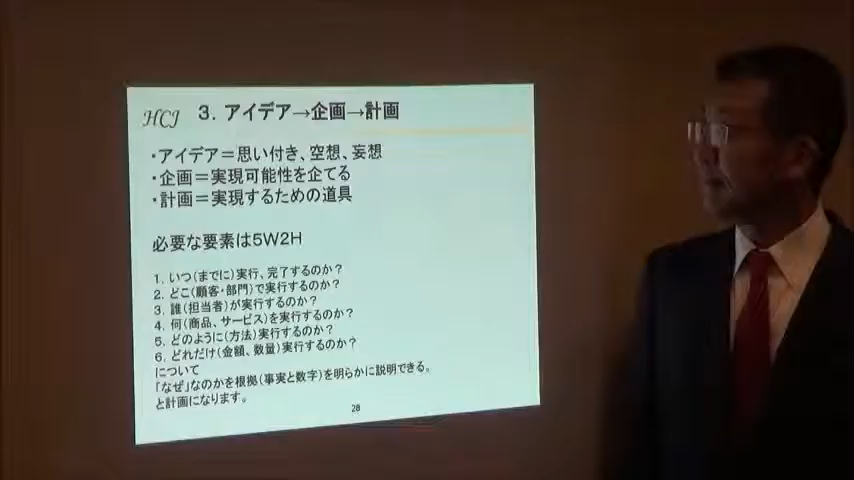 HCJ 3. アイデア→企画→計画
・アイデア＝思い付き、空想、妄想
・企画＝実現可能性を企てる
・計画＝実現するための道具
必要な要素は5W2H
1. いつ(までに)実行、完了するのか？
2. どこ(顧客・部門)で実行するのか？
3. 誰(担当者)が実行するのか？
4. 何(商品、サービス)を実行するのか？
5. どのように(方法)実行するのか？
6. どれだけ(金額、数量)実行するのか？
について
「なぜ」なのかを根拠(事実と数字)を明らかに説明できる。
と計画になります。
28